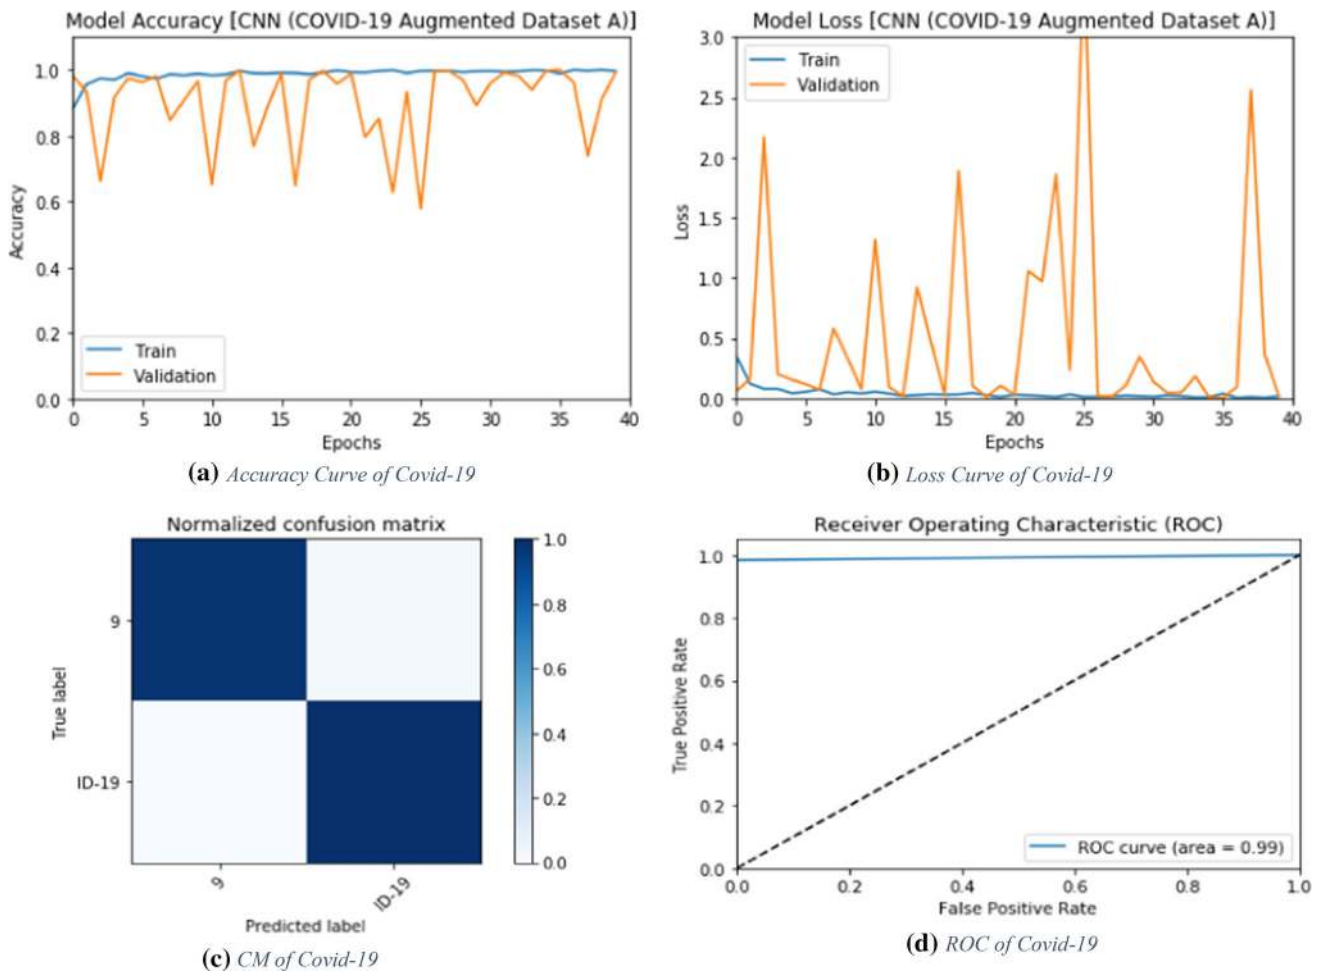 Model Accuracy [CNN (COVID-19 Augmented Dataset A)]
1.0
0.8
0.6
0.4
0.2
0.0
Accuracy
Train
Validation
0 5 10 15 20 25 30 35 40
Epochs
(a) Accuracy Curve of Covid-19
Model Loss [CNN (COVID-19 Augmented Dataset A)]
3.0
2.5
2.0
1.5
1.0
0.5
0.0
Loss
Train
Validation
0 5 10 15 20 25 30 35 40
Epochs
(b) Loss Curve of Covid-19
Normalized confusion matrix
True label
9
ID-19
9 ID-19
Predicted label
1.0
0.8
0.6
0.4
0.2
0.0
(c) CM of Covid-19
Receiver Operating Characteristic (ROC)
1.0
0.8
0.6
0.4
0.2
0.0
True Positive Rate
ROC curve (area = 0.99)
0.0 0.2 0.4 0.6 0.8 1.0
False Positive Rate
(d) ROC of Covid-19